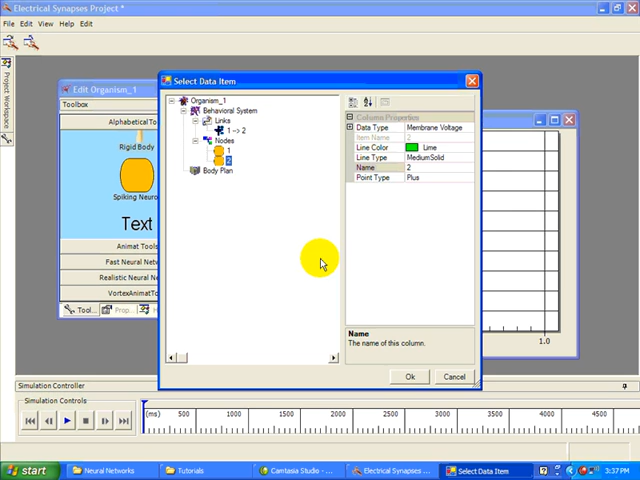 Electrical Synapses Project *
File Edit View Help Edit
Project Workspace
Edit Organism_1
Toolbox
Alphabetical To
Rigid Body
Spiking Neuro
Text
Animat Tools
Fast Neural Netw
Realistic Neural Netw
VortexAnimatTo
Tool...
Prop...
Select Data Item
Organism_1
Behavioral System
Links
1 --> 2
Nodes
1
2
Body Plan
Column Properties
Data Type Membrane Voltage
Item Name 2
Line Color Lime
Line Type MediumSolid
Name 2
Point Type Plus
Name
The name of this column.
Ok Cancel
1.0
Simulation Controller
Simulation Controls
(ms) 500 1000 1500 2000 2500 3000 3500 4000 4500
start
Neural Networks
Tutorials
Camtasia Studio - ...
Electrical Synapses ...
Select Data Item
3:37 PM